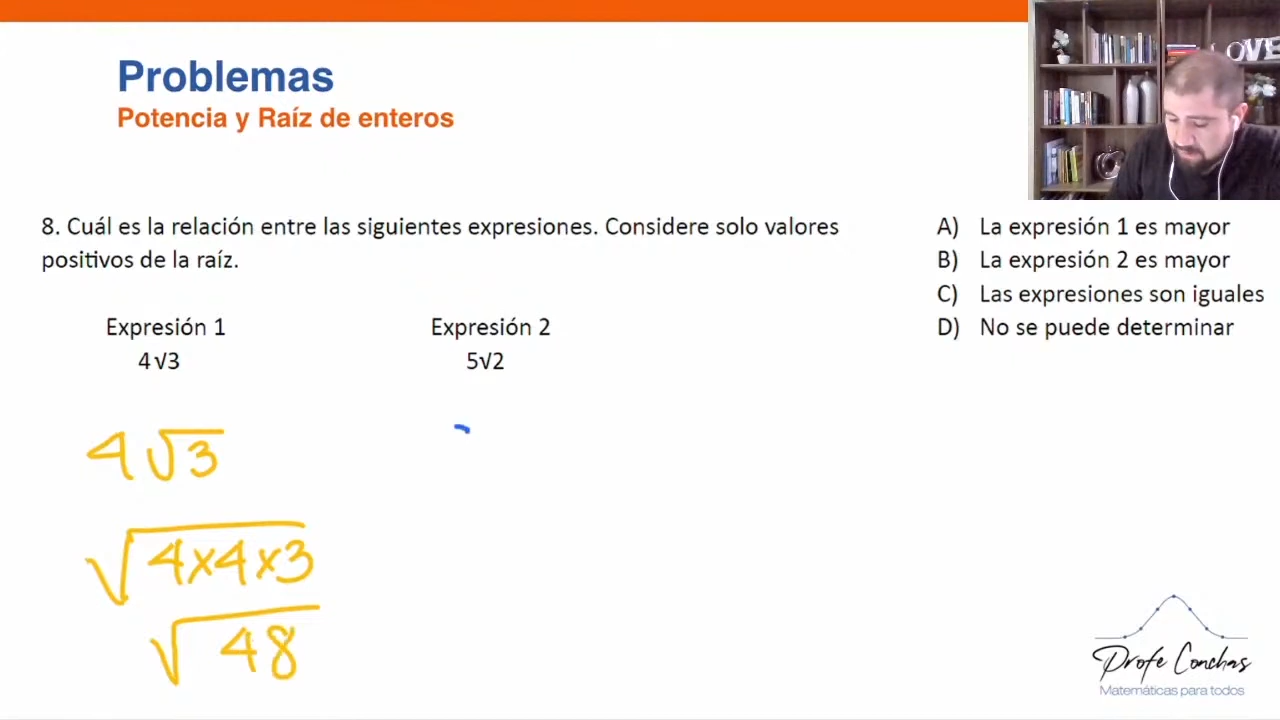 Problemas
Potencia y Raíz de enteros
8. Cuál es la relación entre las siguientes expresiones. Considere solo valores
positivos de la raíz.
Expresión 1
4√3
Expresión 2
5√2
A) La expresión 1 es mayor
B) La expresión 2 es mayor
C) Las expresiones son iguales
D) No se puede determinar
4√3
√4x4x3
√48
LOVE
Profe Conchas
Matemáticas para todos